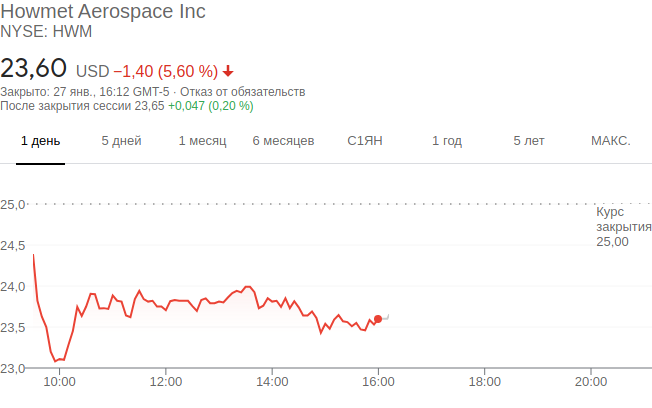 Howmet Aerospace Inc
NYSE: HWM
23,60 USD −1,40 (5,60 %)
Закрыто: 27 янв., 16:12 GMT-5 · Отказ от обязательств
После закрытия сессии 23,65 +0,047 (0,20 %)
1 день 5 дней 1 месяц 6 месяцев С1ЯН 1 год 5 лет МАКС.
25,0
Курс
закрытия
25,00
24,5
24,0
23,5
23,0
10:00 12:00 14:00 16:00 18:00 20:00